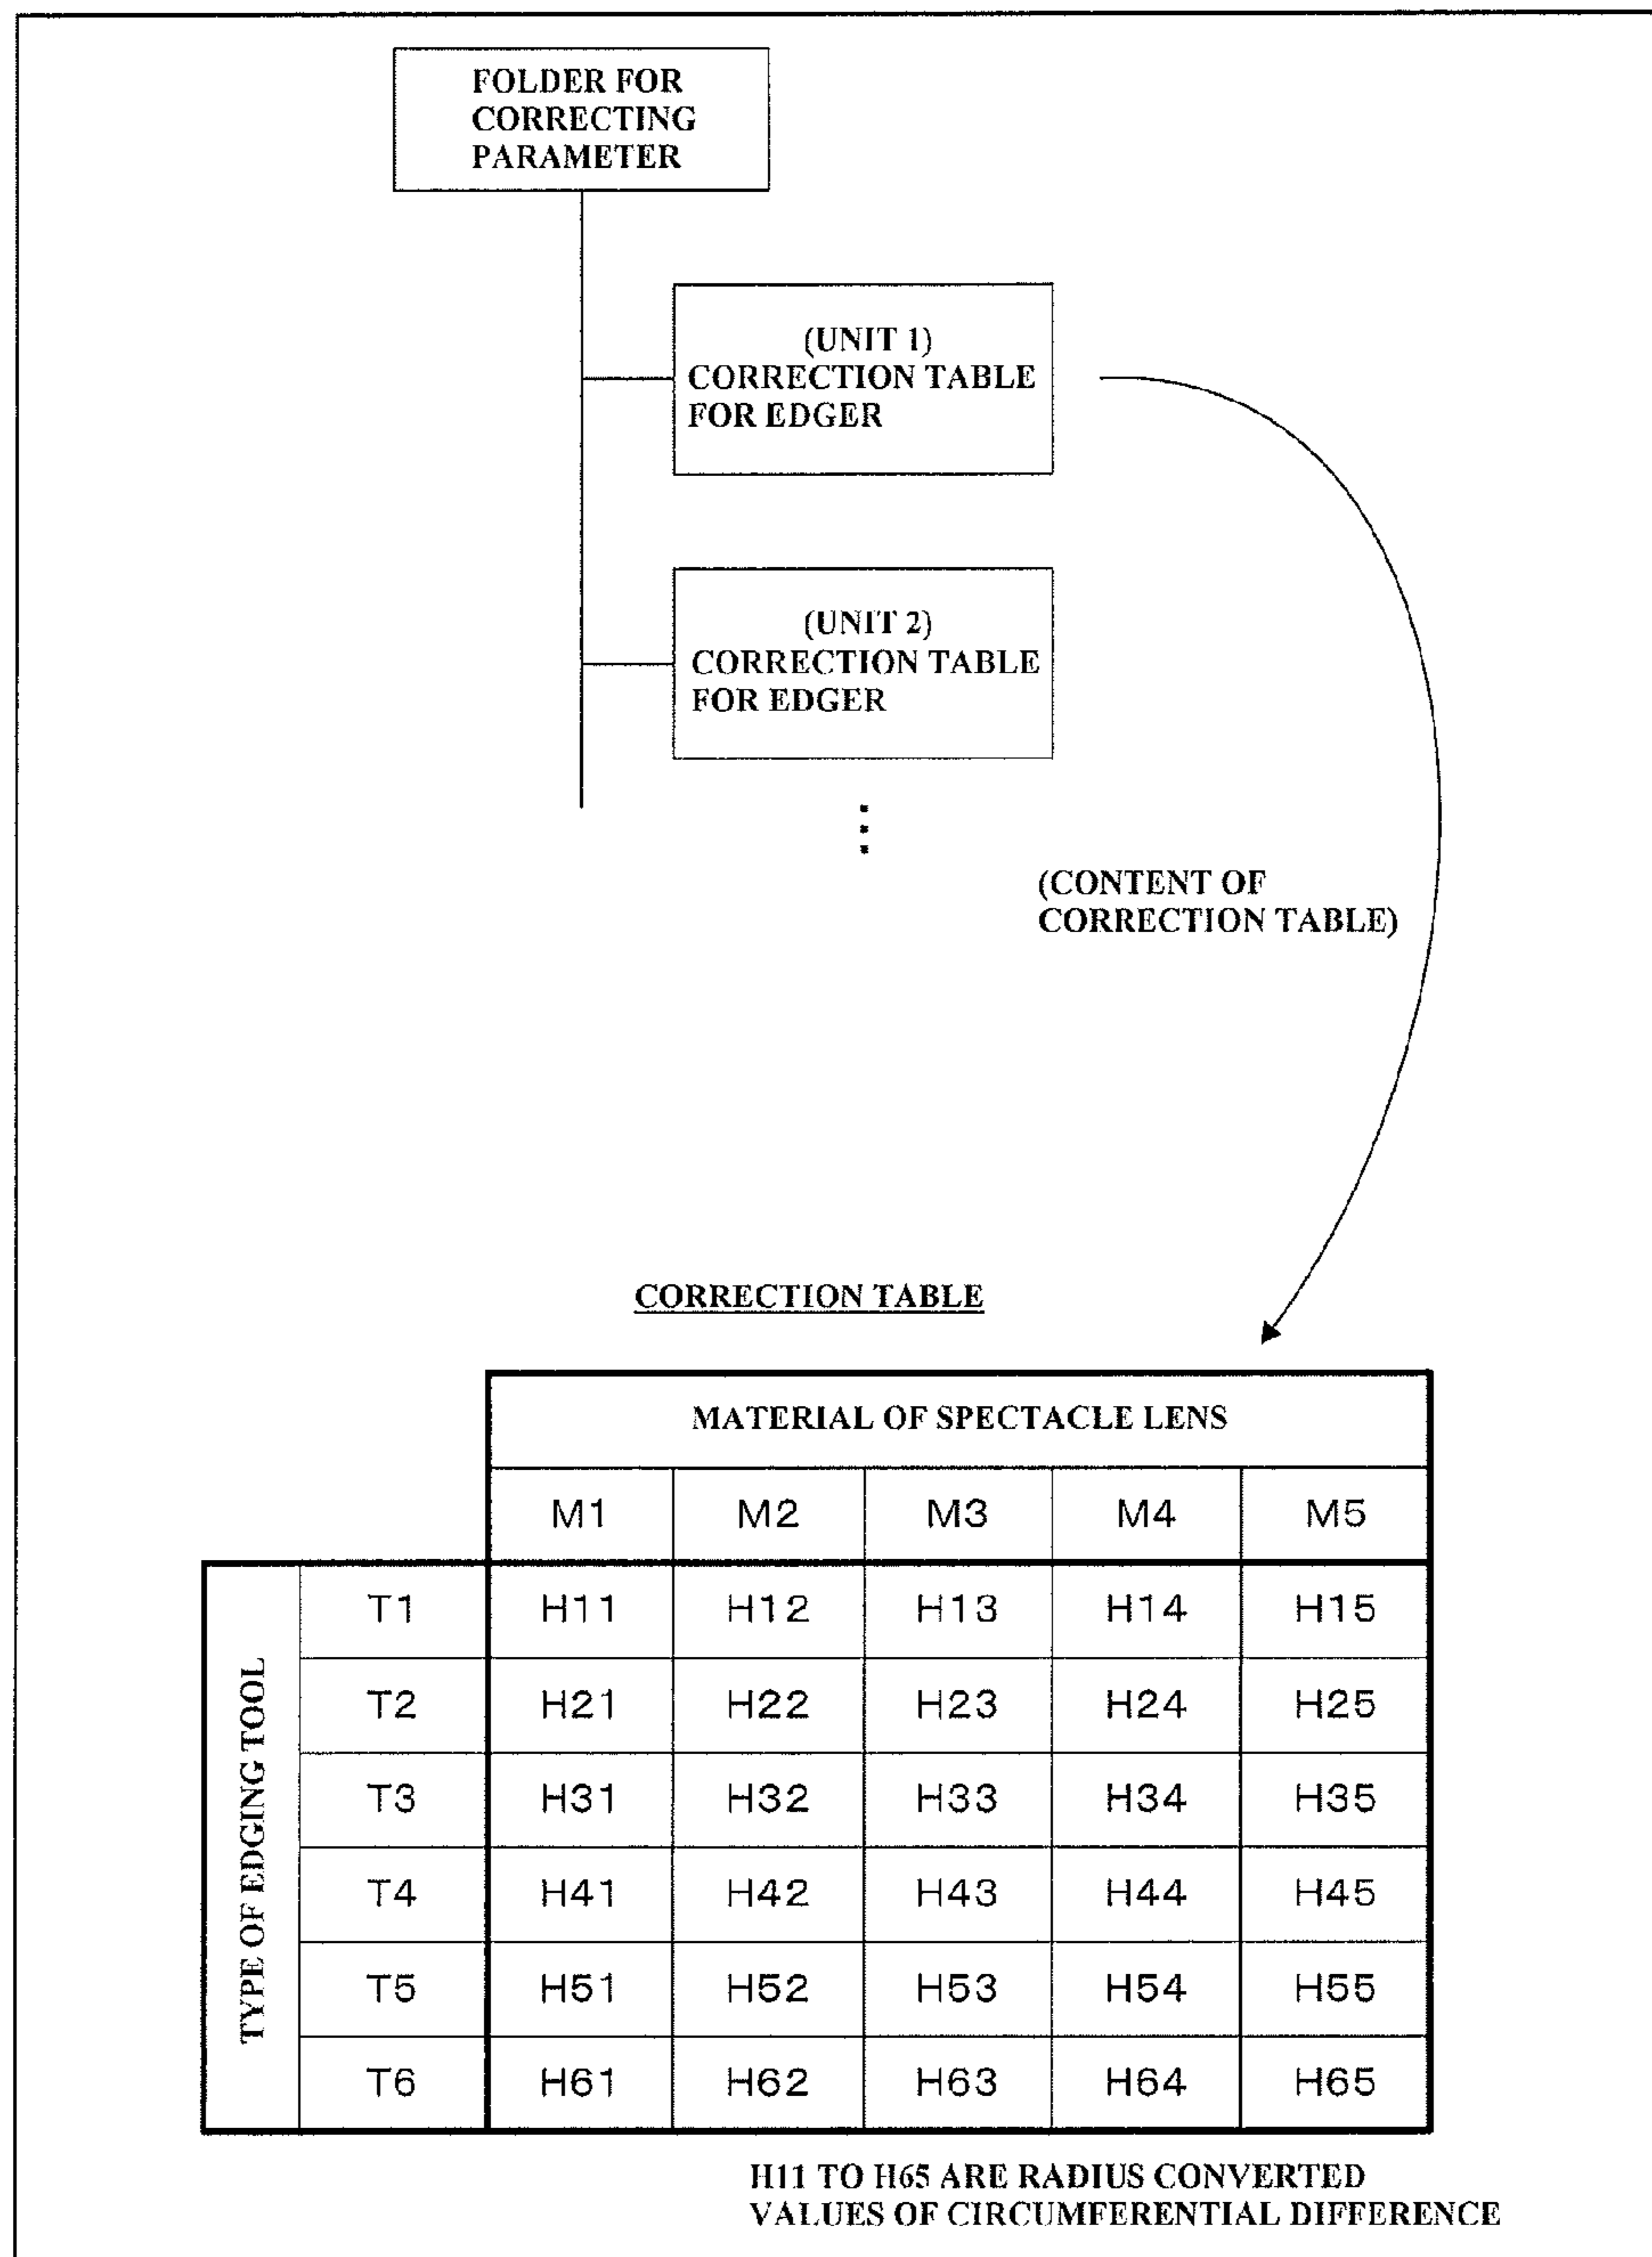 FOLDER FOR
CORRECTING
PARAMETER
(UNIT 1)
CORRECTION TABLE
FOR EDGER
(UNIT 2)
CORRECTION TABLE
FOR EDGER
(CONTENT OF
CORRECTION TABLE)
CORRECTION TABLE
MATERIAL OF SPECTACLE LENS
M1 M2 M3 M4 M5
TYPE OF EDGING TOOL
T1 H11 H12 H13 H14 H15
T2 H21 H22 H23 H24 H25
T3 H31 H32 H33 H34 H35
T4 H41 H42 H43 H44 H45
T5 H51 H52 H53 H54 H55
T6 H61 H62 H63 H64 H65
H11 TO H65 ARE RADIUS CONVERTED
VALUES OF CIRCUMFERENTIAL DIFFERENCE